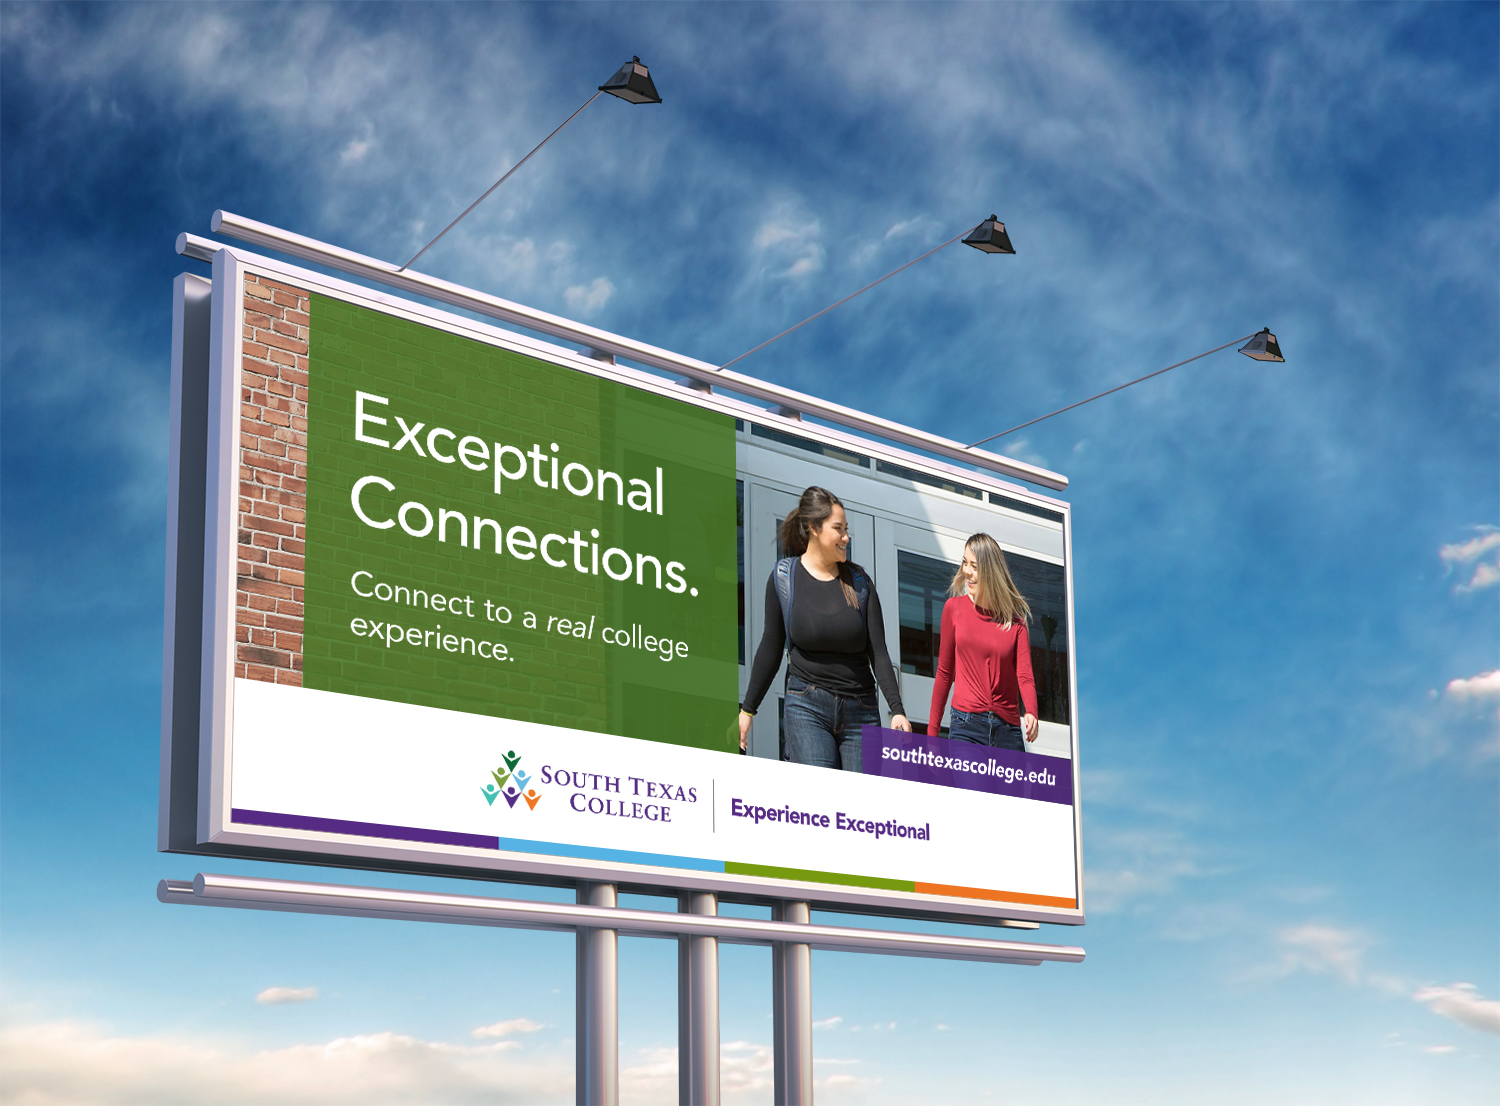 Exceptional
Connections.
Connect to a real college
experience.
southtexascollege.edu
SOUTH TEXAS
COLLEGE
Experience Exceptional